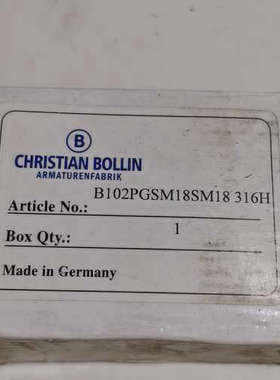 B
CHRISTIAN BOLLIN
ARMATURENFABRIK
B102PGSM18SM18 316H
Article No.:
1
Box Qty.:
Made in Germany